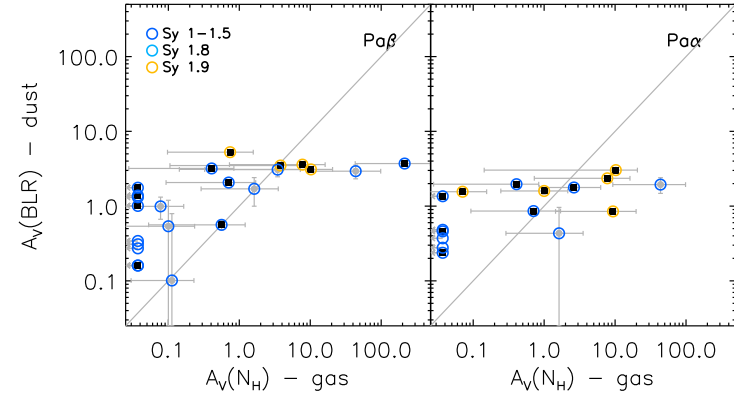 Sy 1−1.5
Sy 1.8
Sy 1.9
Paβ
Paα
100.0
10.0
1.0
0.1
A_V(BLR) − dust
0.1 1.0 10.0 100.0
0.1 1.0 10.0 100.0
A_V(N_H) − gas
A_V(N_H) − gas